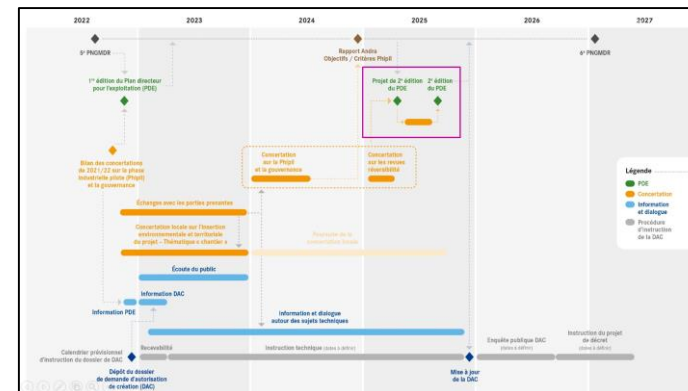 2022
2023
2024
2025
2026
2027
5e PNGMDR
Rapport Andra
Objectifs / Critères Phipil
6e PNGMDR
1re édition du Plan directeur
pour l'exploitation (PDE)
Projet de 2e édition
du PDE
2e édition
du PDE
Bilan des concertations
de 2021/22 sur la phase
industrielle pilote (Phipil)
et la gouvernance
Concertation
sur la Phipil
et la gouvernance
Concertation
sur les revues
réversibilité
Échanges avec les parties prenantes
Concertation locale sur l'insertion
environnementale et territoriale
du projet - Thématique « chantier »
Poursuite de la
concertation locale
Écoute du public
Information DAC
Information PDE
Information et dialogue
autour des sujets techniques
Légende
PDE
Concertation
Information
et dialogue
Procédure
d'instruction
de la DAC
Calendrier prévisionnel
d'instruction du dossier de DAC
Recevabilité
Instruction technique (dates à définir)
Enquête publique DAC
(dates à définir)
Instruction du projet
de décret
(dates à définir)
Dépôt du dossier
de demande d'autorisation
de création (DAC)
Mise à jour
de la DAC